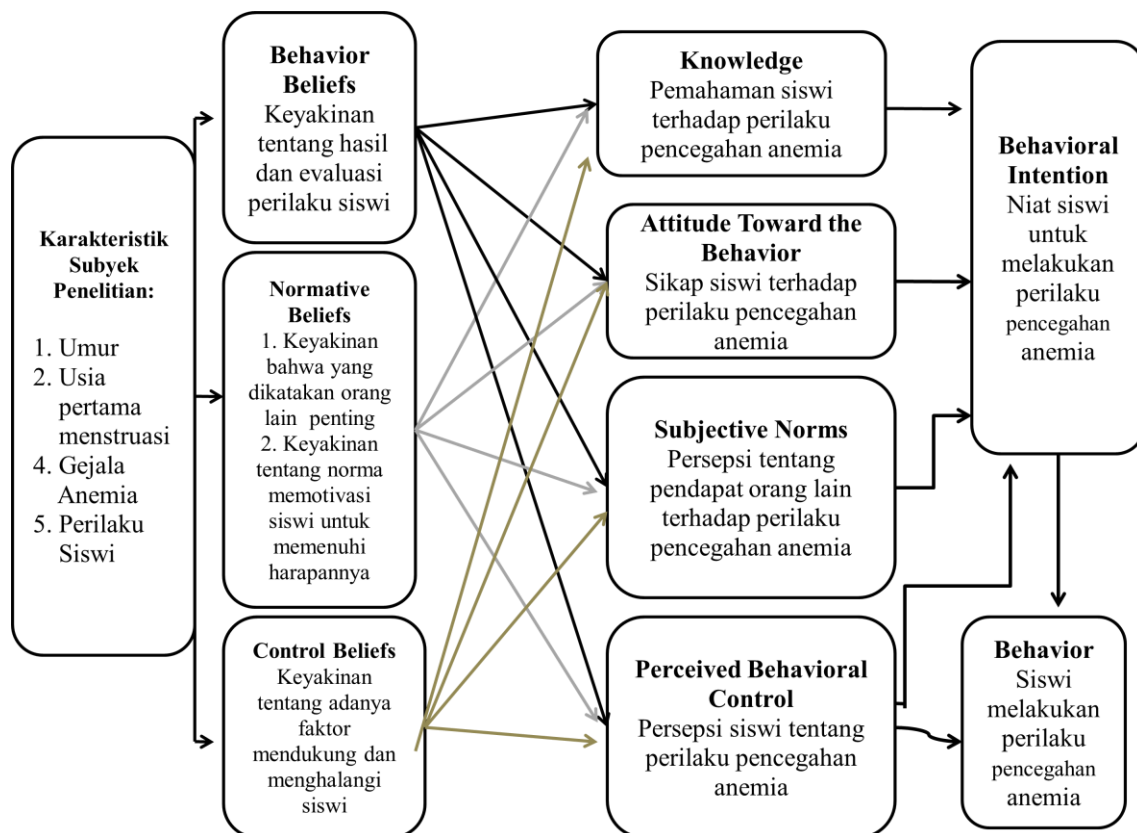 Karakteristik
Subyek
Penelitian:
1. Umur
2. Usia
pertama
menstruasi
4. Gejala
Anemia
5. Perilaku
Siswi
Behavior
Beliefs
Keyakinan
tentang hasil
dan evaluasi
perilaku siswi
Normative
Beliefs
1. Keyakinan
bahwa yang
dikatakan orang
lain penting
2. Keyakinan
tentang norma
memotivasi
siswi untuk
memenuhi
harapannya
Control Beliefs
Keyakinan
tentang adanya
faktor
mendukung dan
menghalangi
siswi
Knowledge
Pemahaman siswi
terhadap perilaku
pencegahan anemia
Attitude Toward the
Behavior
Sikap siswi terhadap
perilaku pencegahan
anemia
Subjective Norms
Persepsi tentang
pendapat orang lain
terhadap perilaku
pencegahan anemia
Perceived Behavioral
Control
Persepsi siswi tentang
perilaku pencegahan
anemia
Behavioral
Intention
Niat siswi
untuk
melakukan
perilaku
pencegahan
anemia
Behavior
Siswi
melakukan
perilaku
pencegahan
anemia